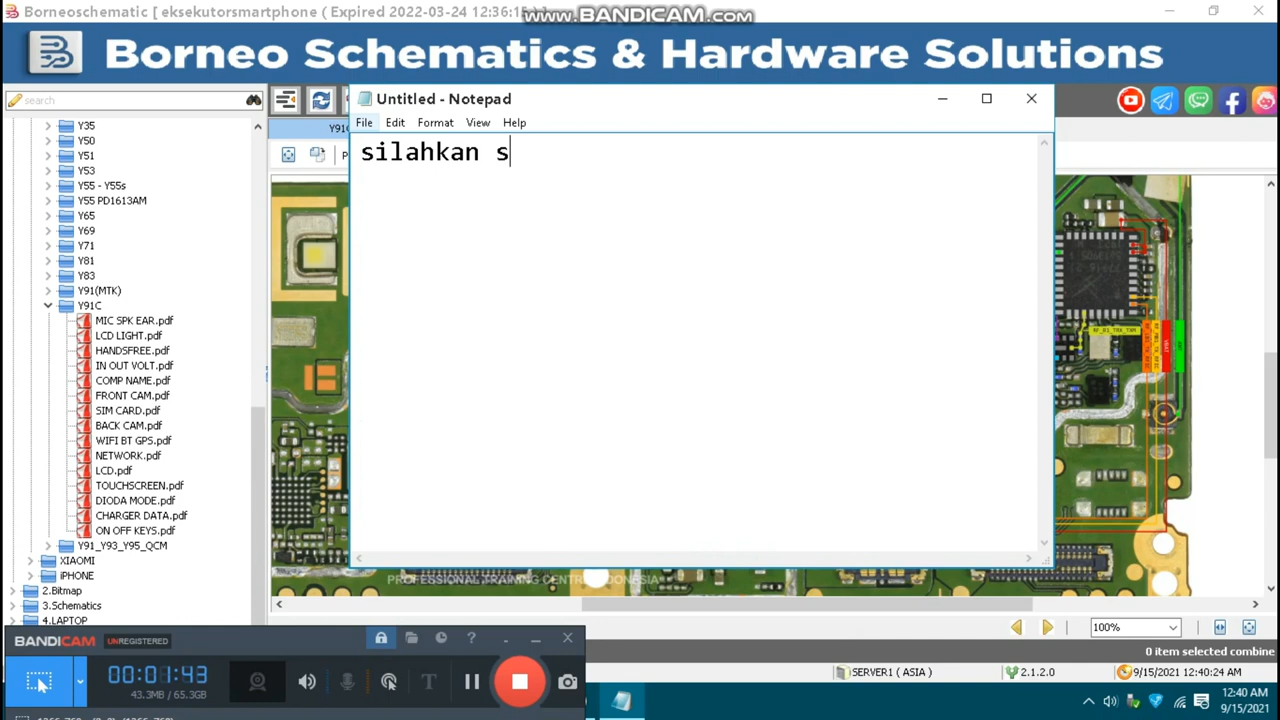 Borneoschematic [ eksekutorsmartphone ( Expired 2022-03-24 12:36:15
www.BANDICAM.com
Borneo Schematics & Hardware Solutions
search
Untitled - Notepad
File Edit Format View Help
silahkan s
Y35
Y50
Y51
Y53
Y55 - Y55s
Y55 PD1613AM
Y65
Y69
Y71
Y81
Y83
Y91(MTK)
Y91C
MIC SPK EAR.pdf
LCD LIGHT.pdf
HANDSFREE.pdf
IN OUT VOLT.pdf
COMP NAME.pdf
FRONT CAM.pdf
SIM CARD.pdf
BACK CAM.pdf
WIFI BT GPS.pdf
NETWORK.pdf
LCD.pdf
TOUCHSCREEN.pdf
DIODA MODE.pdf
CHARGER DATA.pdf
ON OFF KEYS.pdf
Y91_Y93_Y95_QCM
XIAOMI
iPHONE
2.Bitmap
3.Schematics
4.LAPTOP
PROFESSIONAL TRAINING CENTRE INDONESIA
100%
0 item selected combine
BANDICAM UNREGISTERED
00:01:43
43.3MB / 65.3GB
SERVER1 ( ASIA )
2.1.2.0
9/15/2021 12:40:24 AM
12:40 AM
9/15/2021